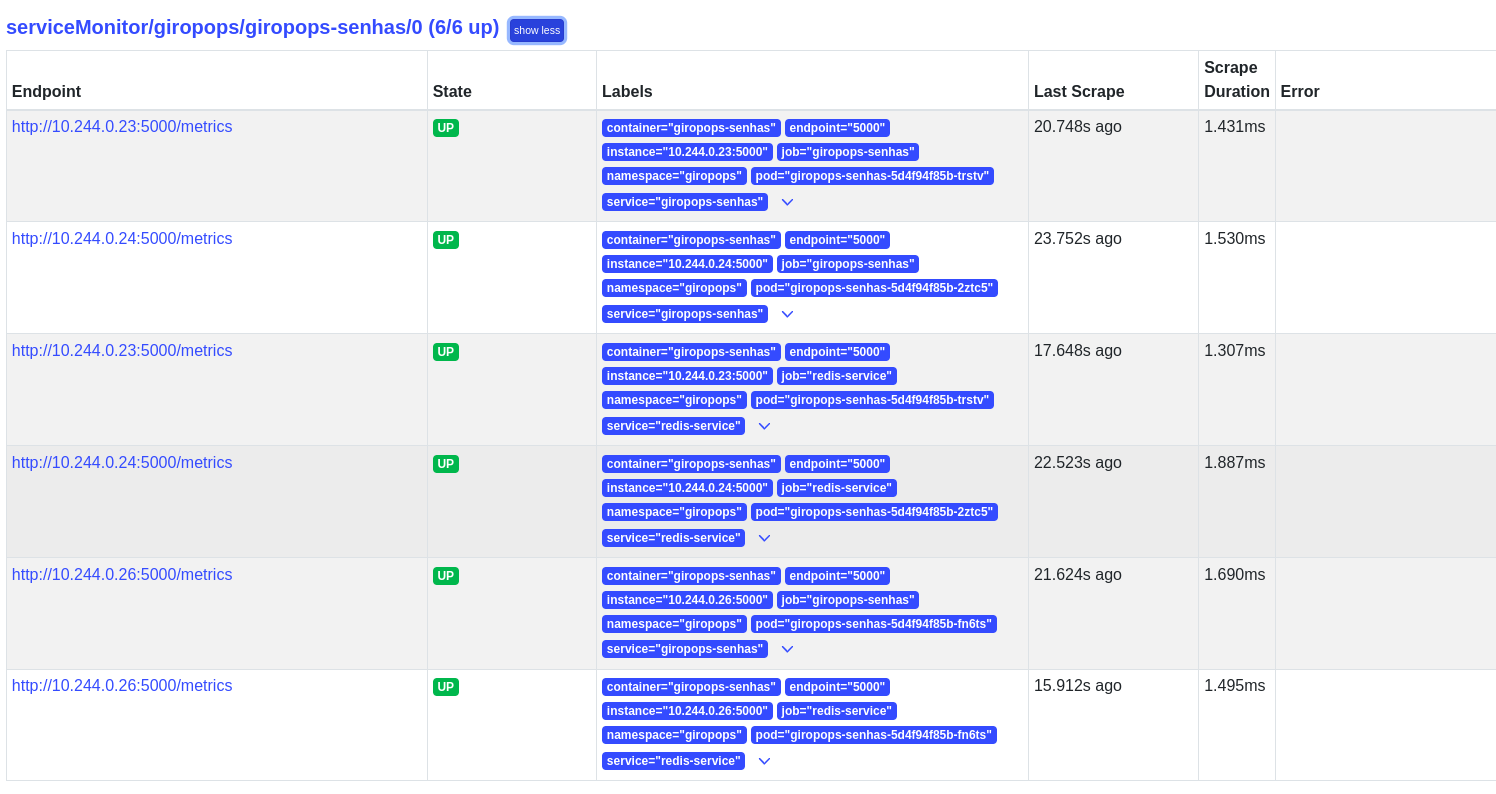 serviceMonitor/giropops/giropops-senhas/0 (6/6 up) show less
Endpoint State Labels Last Scrape Scrape Duration Error
http://10.244.0.23:5000/metrics UP container="giropops-senhas" endpoint="5000" 20.748s ago 1.431ms
instance="10.244.0.23:5000" job="giropops-senhas"
namespace="giropops" pod="giropops-senhas-5d4f94f85b-trstv"
service="giropops-senhas"
http://10.244.0.24:5000/metrics UP container="giropops-senhas" endpoint="5000" 23.752s ago 1.530ms
instance="10.244.0.24:5000" job="giropops-senhas"
namespace="giropops" pod="giropops-senhas-5d4f94f85b-2ztc5"
service="giropops-senhas"
http://10.244.0.23:5000/metrics UP container="giropops-senhas" endpoint="5000" 17.648s ago 1.307ms
instance="10.244.0.23:5000" job="redis-service"
namespace="giropops" pod="giropops-senhas-5d4f94f85b-trstv"
service="redis-service"
http://10.244.0.24:5000/metrics UP container="giropops-senhas" endpoint="5000" 22.523s ago 1.887ms
instance="10.244.0.24:5000" job="redis-service"
namespace="giropops" pod="giropops-senhas-5d4f94f85b-2ztc5"
service="redis-service"
http://10.244.0.26:5000/metrics UP container="giropops-senhas" endpoint="5000" 21.624s ago 1.690ms
instance="10.244.0.26:5000" job="giropops-senhas"
namespace="giropops" pod="giropops-senhas-5d4f94f85b-fn6ts"
service="giropops-senhas"
http://10.244.0.26:5000/metrics UP container="giropops-senhas" endpoint="5000" 15.912s ago 1.495ms
instance="10.244.0.26:5000" job="redis-service"
namespace="giropops" pod="giropops-senhas-5d4f94f85b-fn6ts"
service="redis-service"